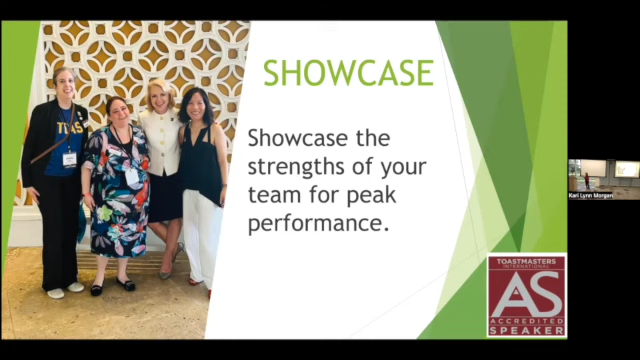 SHOWCASE
Showcase the
strengths of your
team for peak
performance.
TOASTMASTERS
INTERNATIONAL
AS
ACCREDITED
SPEAKER
Kari Lynn Morgan